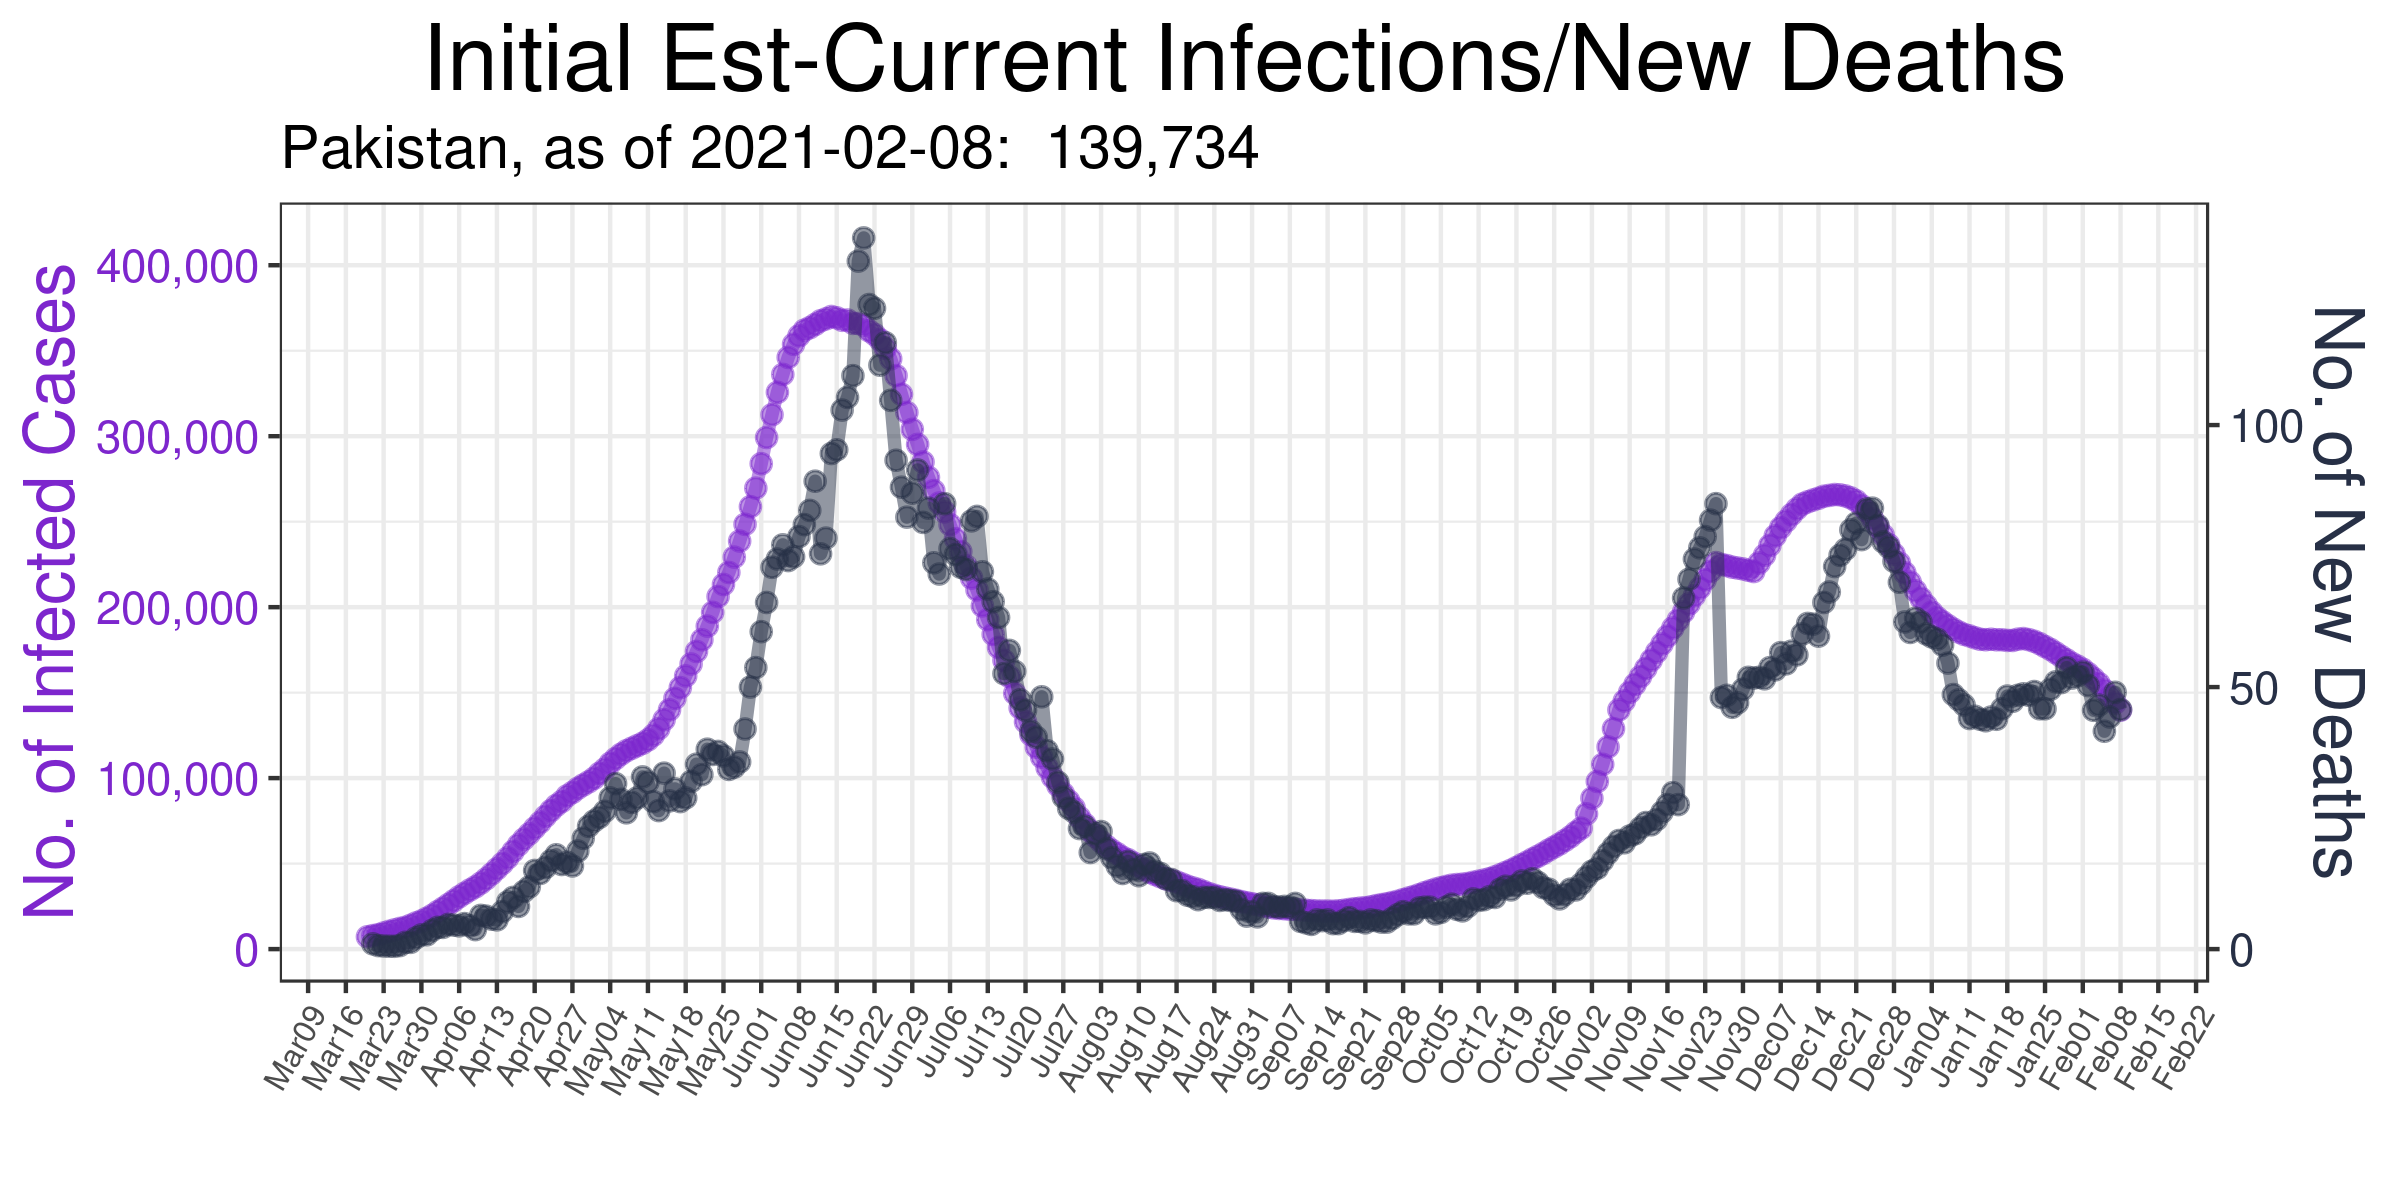 Initial Est-Current Infections/New Deaths
Pakistan, as of 2021-02-08: 139,734
No. of Infected Cases
400,000
300,000
200,000
100,000
0
No. of New Deaths
100
50
0
Mar09
Mar16
Mar23
Mar30
Apr06
Apr13
Apr20
Apr27
May04
May11
May18
May25
Jun01
Jun08
Jun15
Jun22
Jun29
Jul06
Jul13
Jul20
Jul27
Aug03
Aug10
Aug17
Aug24
Aug31
Sep07
Sep14
Sep21
Sep28
Oct05
Oct12
Oct19
Oct26
Nov02
Nov09
Nov16
Nov23
Nov30
Dec07
Dec14
Dec21
Dec28
Jan04
Jan11
Jan18
Jan25
Feb01
Feb08
Feb15
Feb22